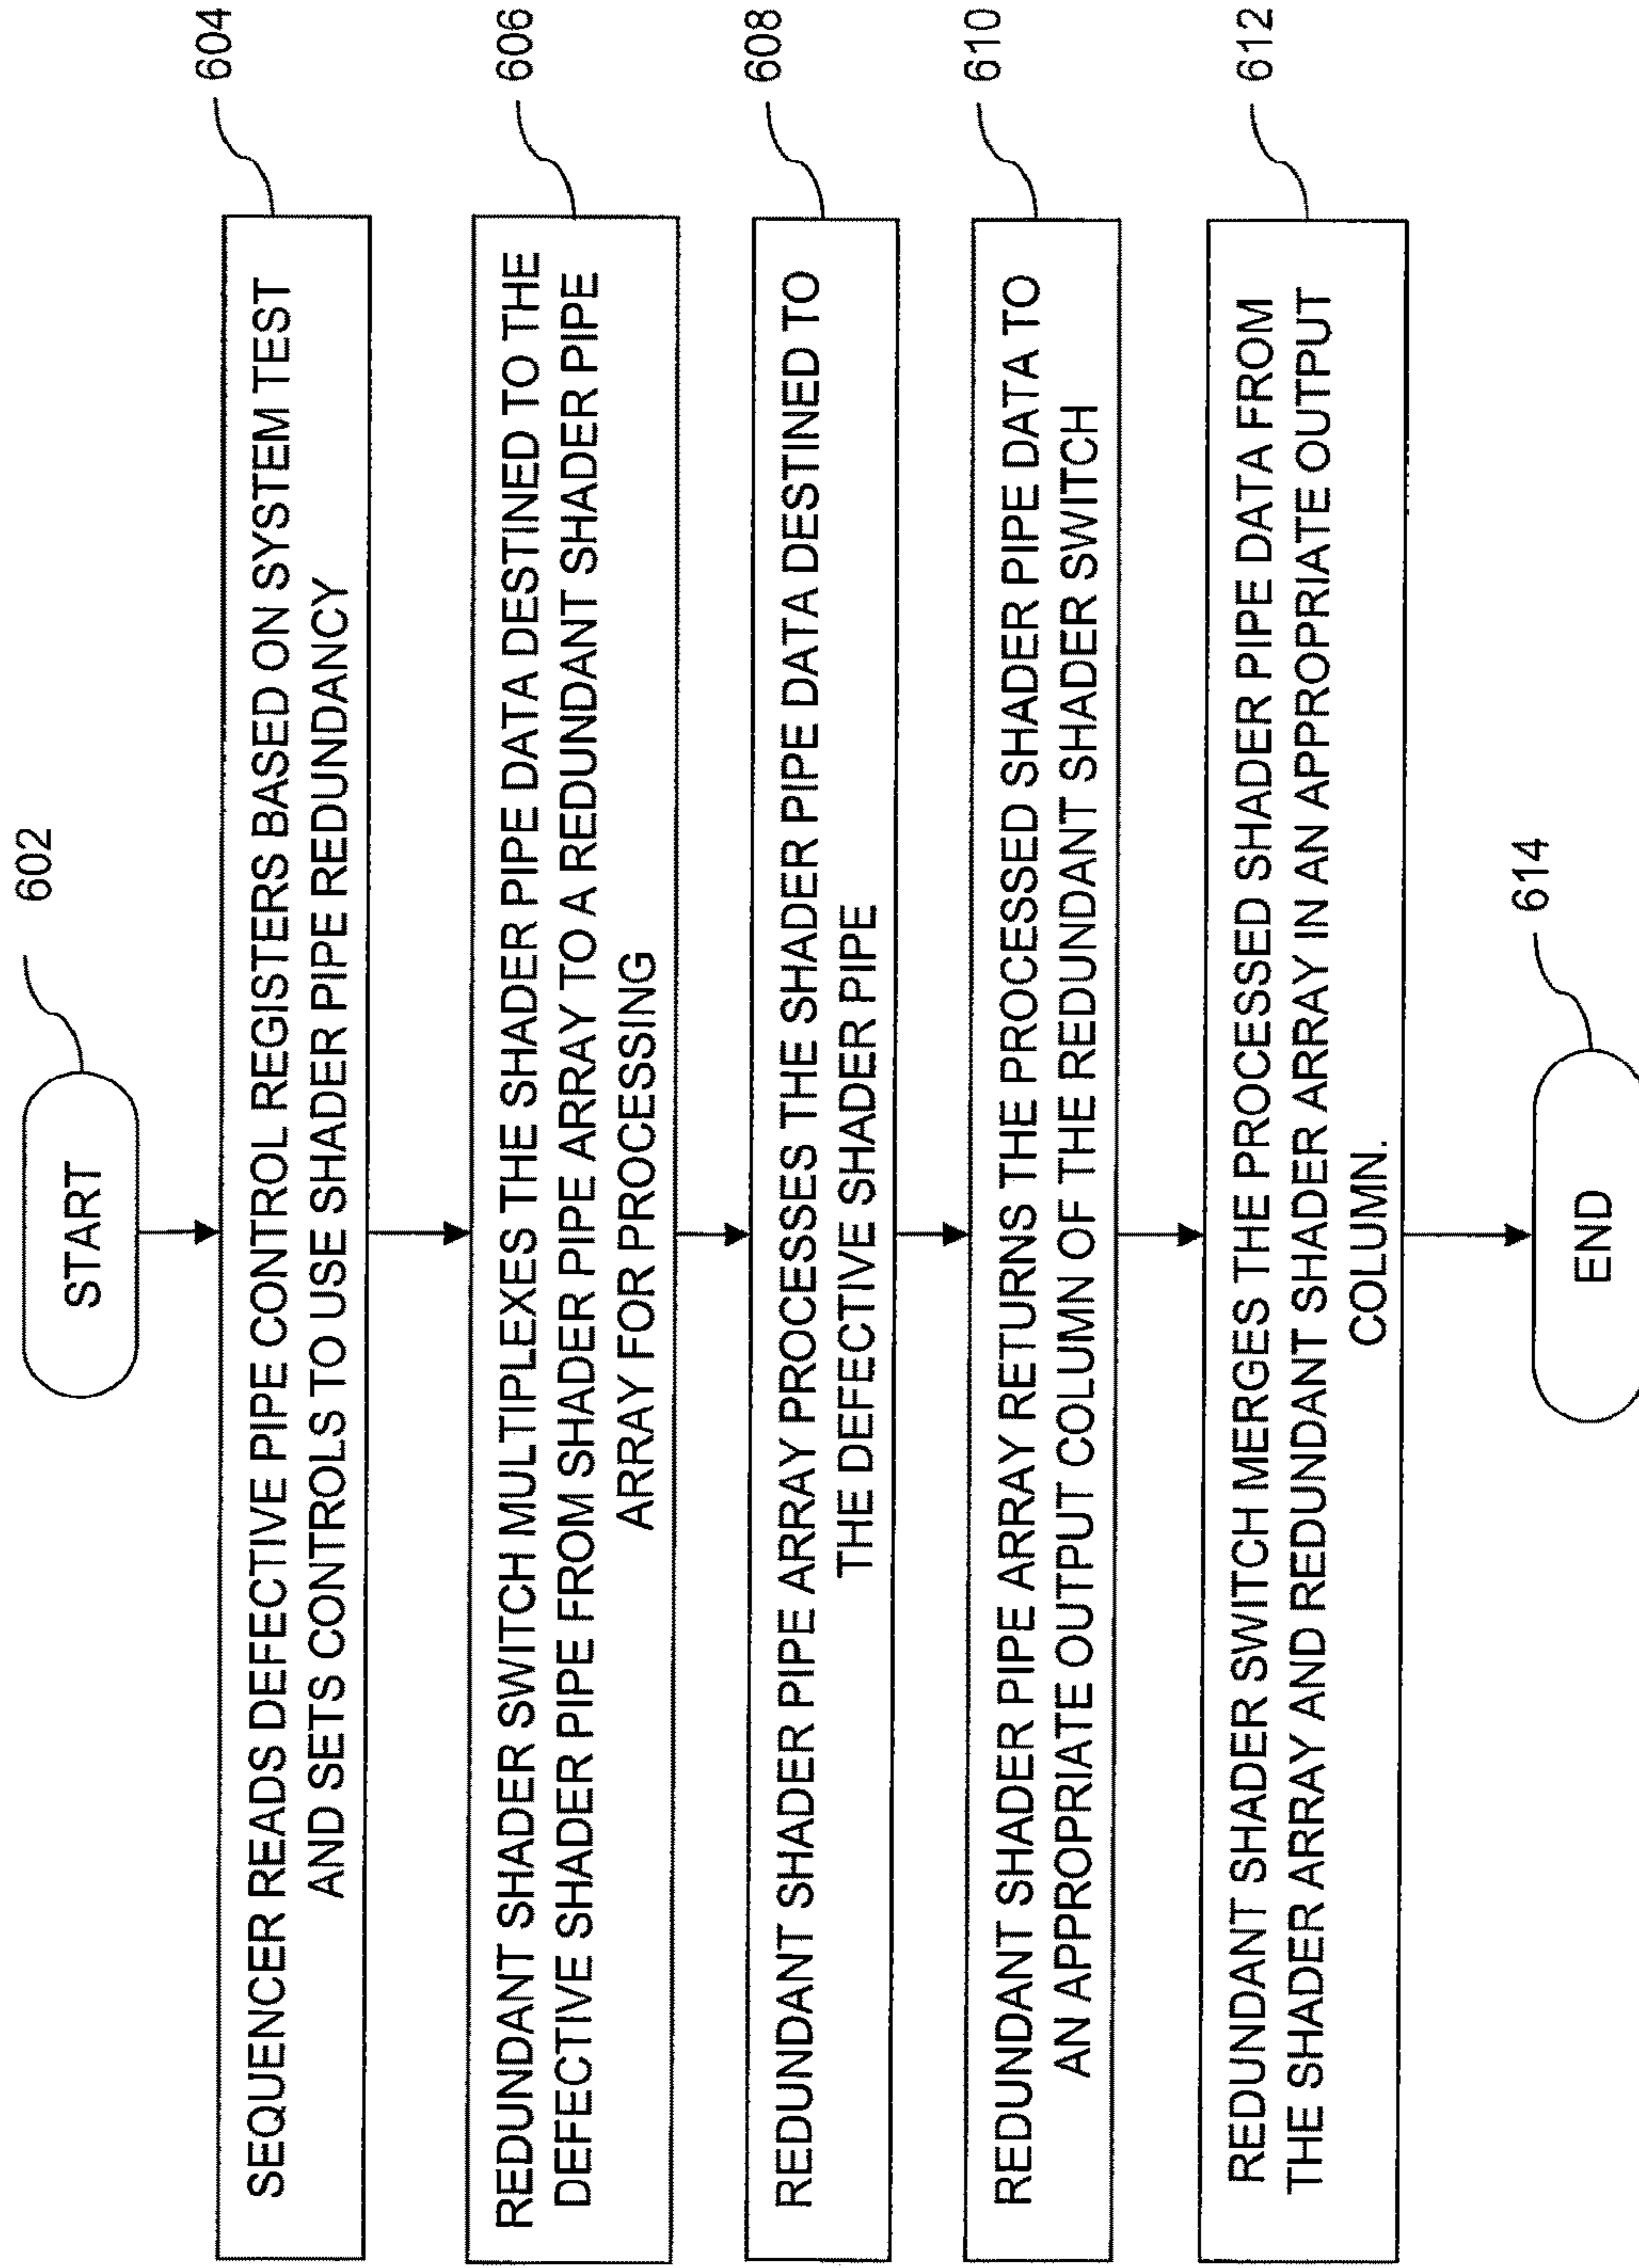 602
START
604
SEQUENCER READS DEFECTIVE PIPE CONTROL REGISTERS BASED ON SYSTEM TEST
AND SETS CONTROLS TO USE SHADER PIPE REDUNDANCY
606
REDUNDANT SHADER SWITCH MULTIPLEXES THE SHADER PIPE DATA DESTINED TO THE
DEFECTIVE SHADER PIPE FROM SHADER PIPE ARRAY TO A REDUNDANT SHADER PIPE
ARRAY FOR PROCESSING
608
REDUNDANT SHADER PIPE ARRAY PROCESSES THE SHADER PIPE DATA DESTINED TO
THE DEFECTIVE SHADER PIPE
610
REDUNDANT SHADER PIPE ARRAY RETURNS THE PROCESSED SHADER PIPE DATA TO
AN APPROPRIATE OUTPUT COLUMN OF THE REDUNDANT SHADER SWITCH
612
REDUNDANT SHADER SWITCH MERGES THE PROCESSED SHADER PIPE DATA FROM
THE SHADER ARRAY AND REDUNDANT SHADER ARRAY IN AN APPROPRIATE OUTPUT
COLUMN.
614
END